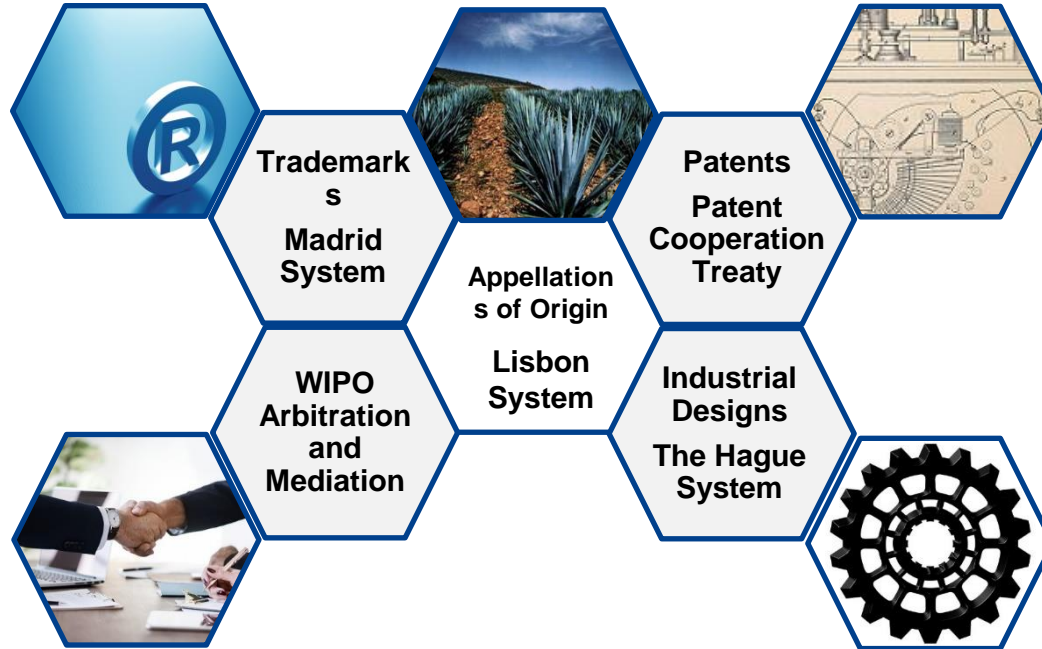 R
Trademark
s
Madrid
System
Appellation
s of Origin
Lisbon
System
Patents
Patent
Cooperation
Treaty
WIPO
Arbitration
and
Mediation
Industrial
Designs
The Hague
System